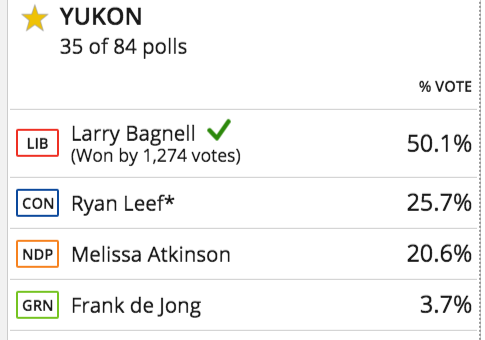 YUKON
35 of 84 polls
% VOTE
LIB Larry Bagnell 50.1%
(Won by 1,274 votes)
CON Ryan Leef* 25.7%
NDP Melissa Atkinson 20.6%
GRN Frank de Jong 3.7%